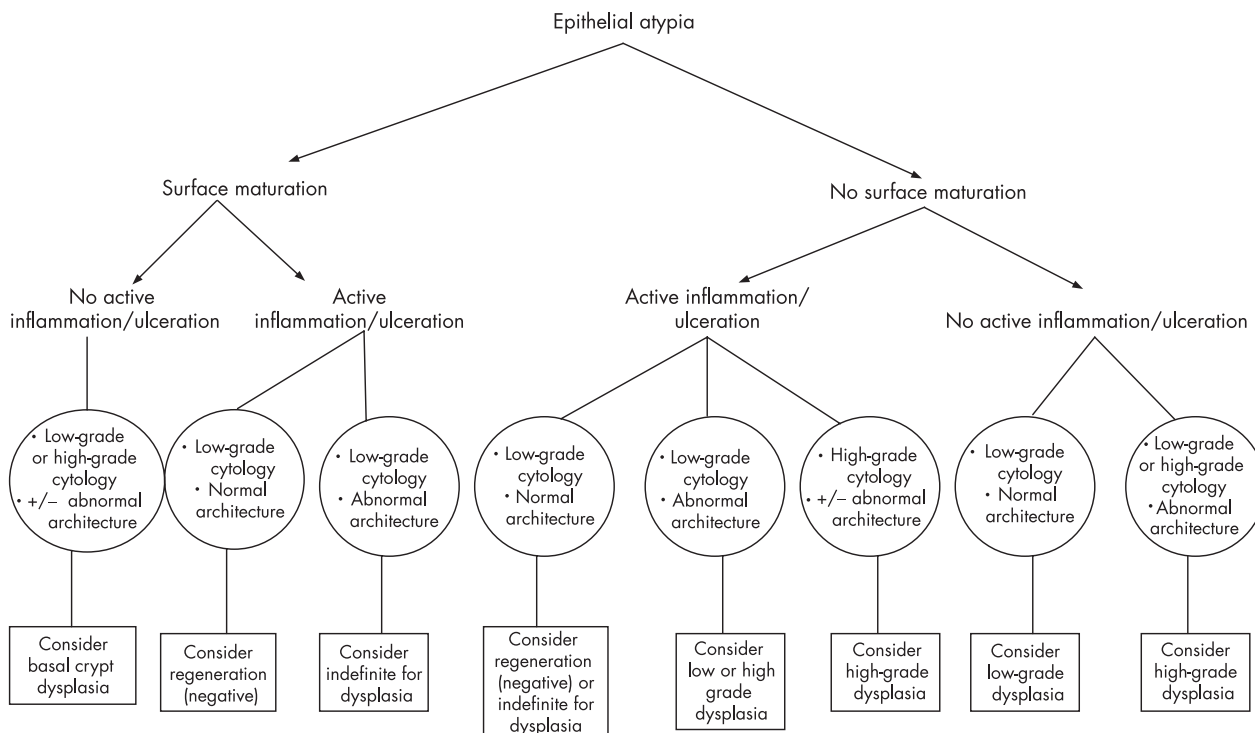 Epithelial atypia
Surface maturation
No surface maturation
No active
inflammation/ulceration
Active
inflammation/ulceration
Active inflammation/
ulceration
No active inflammation/ulceration
• Low-grade
or high-grade
cytology
• +/– abnormal
architecture
• Low-grade
cytology
• Normal
architecture
• Low-grade
cytology
• Abnormal
architecture
• Low-grade
cytology
• Normal
architecture
• Low-grade
cytology
• Abnormal
architecture
• High-grade
cytology
• +/– abnormal
architecture
• Low-grade
cytology
• Normal
architecture
• Low-grade
or high-grade
cytology
• Abnormal
architecture
Consider
basal crypt
dysplasia
Consider
regeneration
(negative)
Consider
indefinite for
dysplasia
Consider
regeneration
(negative) or
indefinite for
dysplasia
Consider
low or high
grade
dysplasia
Consider
high-grade
dysplasia
Consider
low-grade
dysplasia
Consider
high-grade
dysplasia